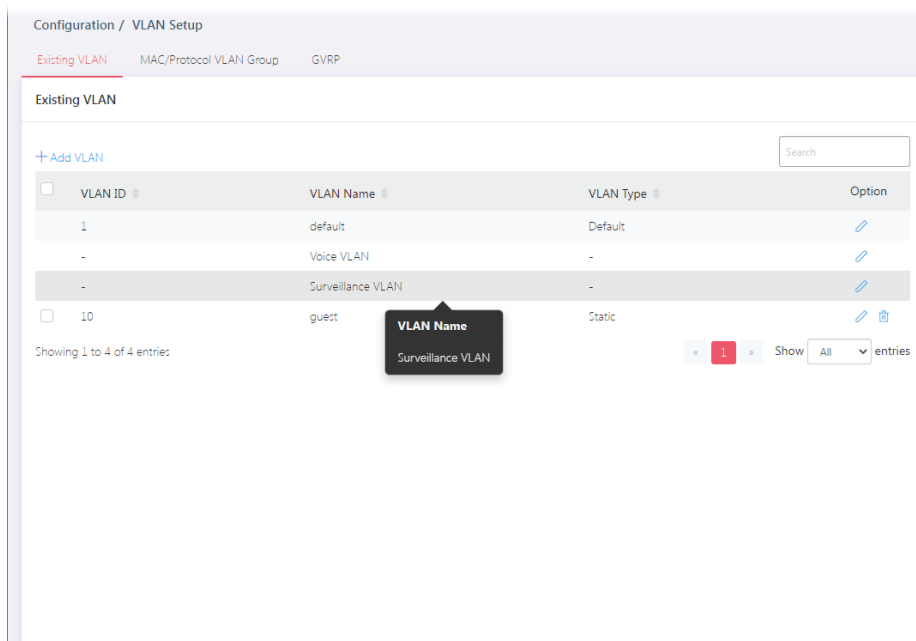 Configuration / VLAN Setup
Existing VLAN MAC/Protocol VLAN Group GVRP
Existing VLAN
+ Add VLAN Search
VLAN ID VLAN Name VLAN Type Option
1 default Default
- Voice VLAN -
- Surveillance VLAN -
10 guest Static
VLAN Name
Surveillance VLAN
Showing 1 to 4 of 4 entries « 1 » Show All entries